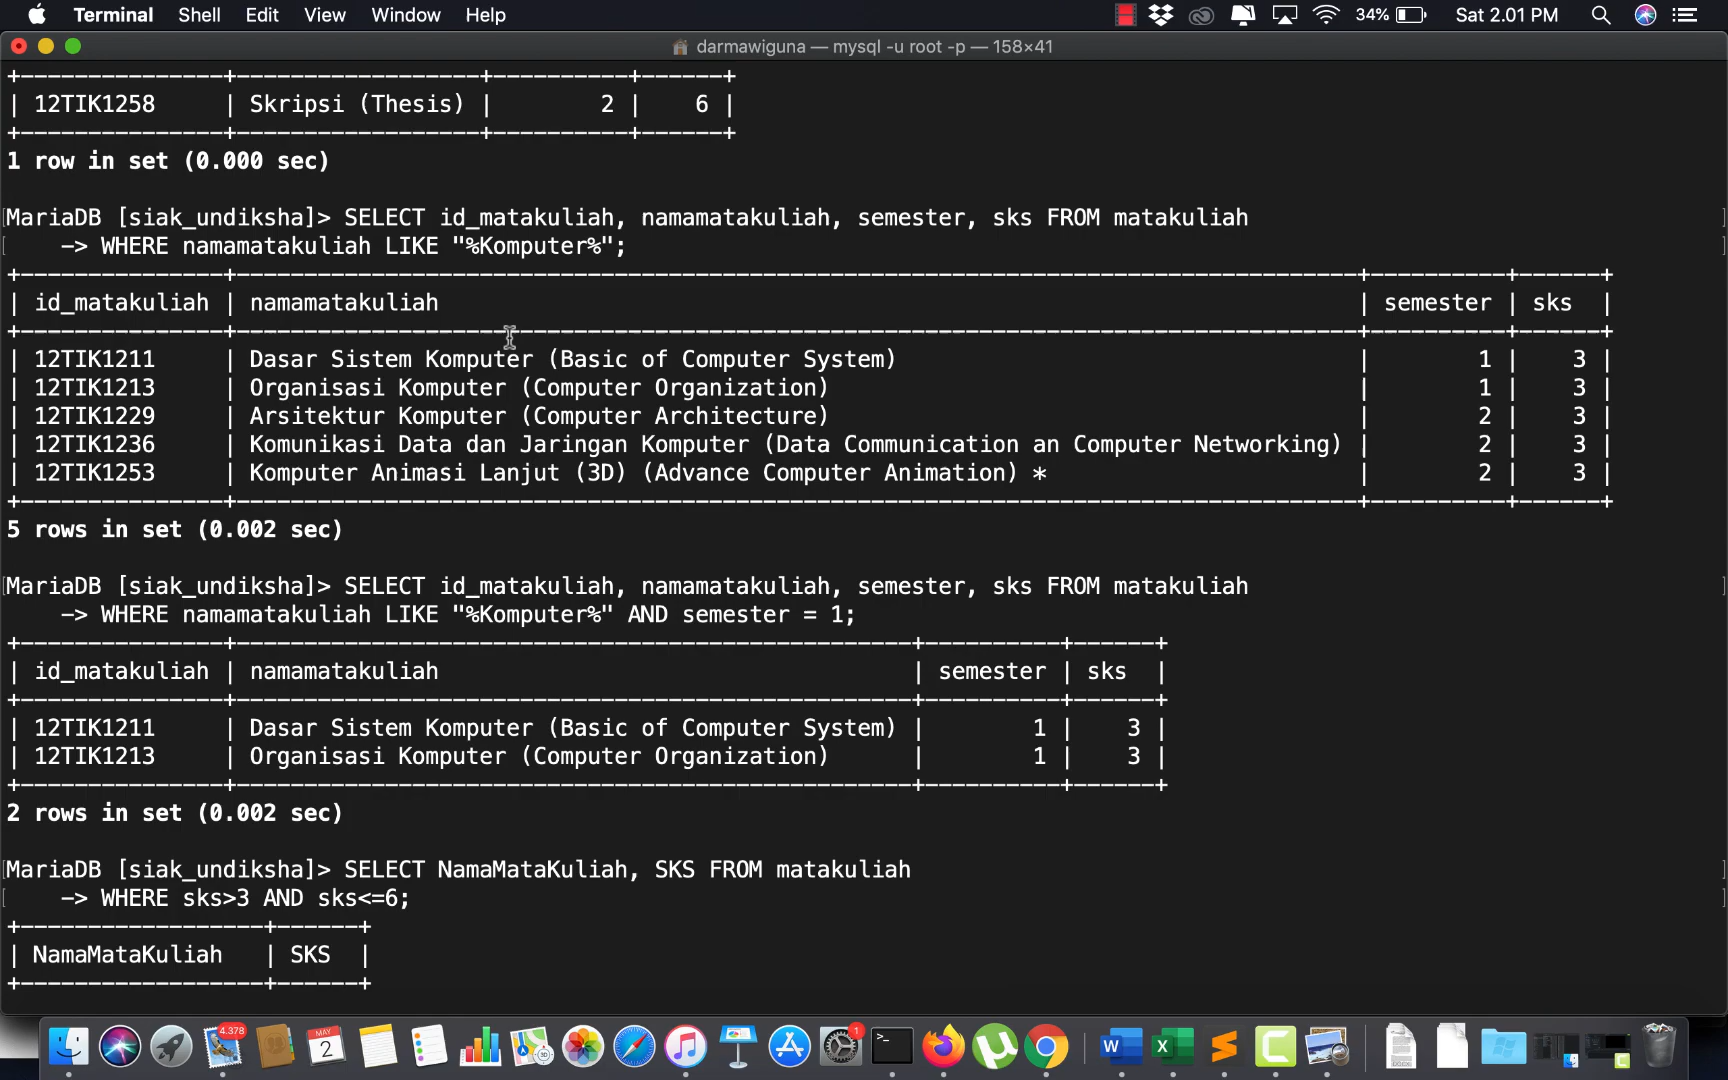 Terminal Shell Edit View Window Help 34% Sat 2.01 PM
darmawiguna — mysql -u root -p — 158×41
+----------------+-------------------+-----------+------+
| 12TIK1258 | Skripsi (Thesis) | 2 | 6 |
+----------------+-------------------+-----------+------+
1 row in set (0.000 sec)
MariaDB [siak_undiksha]> SELECT id_matakuliah, namamatakuliah, semester, sks FROM matakuliah
-> WHERE namamatakuliah LIKE "%Komputer%";
| id_matakuliah | namamatakuliah | semester | sks |
| 12TIK1211 | Dasar Sistem Komputer (Basic of Computer System) | 1 | 3 |
| 12TIK1213 | Organisasi Komputer (Computer Organization) | 1 | 3 |
| 12TIK1229 | Arsitektur Komputer (Computer Architecture) | 2 | 3 |
| 12TIK1236 | Komunikasi Data dan Jaringan Komputer (Data Communication an Computer Networking) | 2 | 3 |
| 12TIK1253 | Komputer Animasi Lanjut (3D) (Advance Computer Animation) * | 2 | 3 |
5 rows in set (0.002 sec)
MariaDB [siak_undiksha]> SELECT id_matakuliah, namamatakuliah, semester, sks FROM matakuliah
-> WHERE namamatakuliah LIKE "%Komputer%" AND semester = 1;
| id_matakuliah | namamatakuliah | semester | sks |
| 12TIK1211 | Dasar Sistem Komputer (Basic of Computer System) | 1 | 3 |
| 12TIK1213 | Organisasi Komputer (Computer Organization) | 1 | 3 |
2 rows in set (0.002 sec)
MariaDB [siak_undiksha]> SELECT NamaMataKuliah, SKS FROM matakuliah
-> WHERE sks>3 AND sks<=6;
| NamaMataKuliah | SKS |
4.378
MAY
2
3D
1
W
X